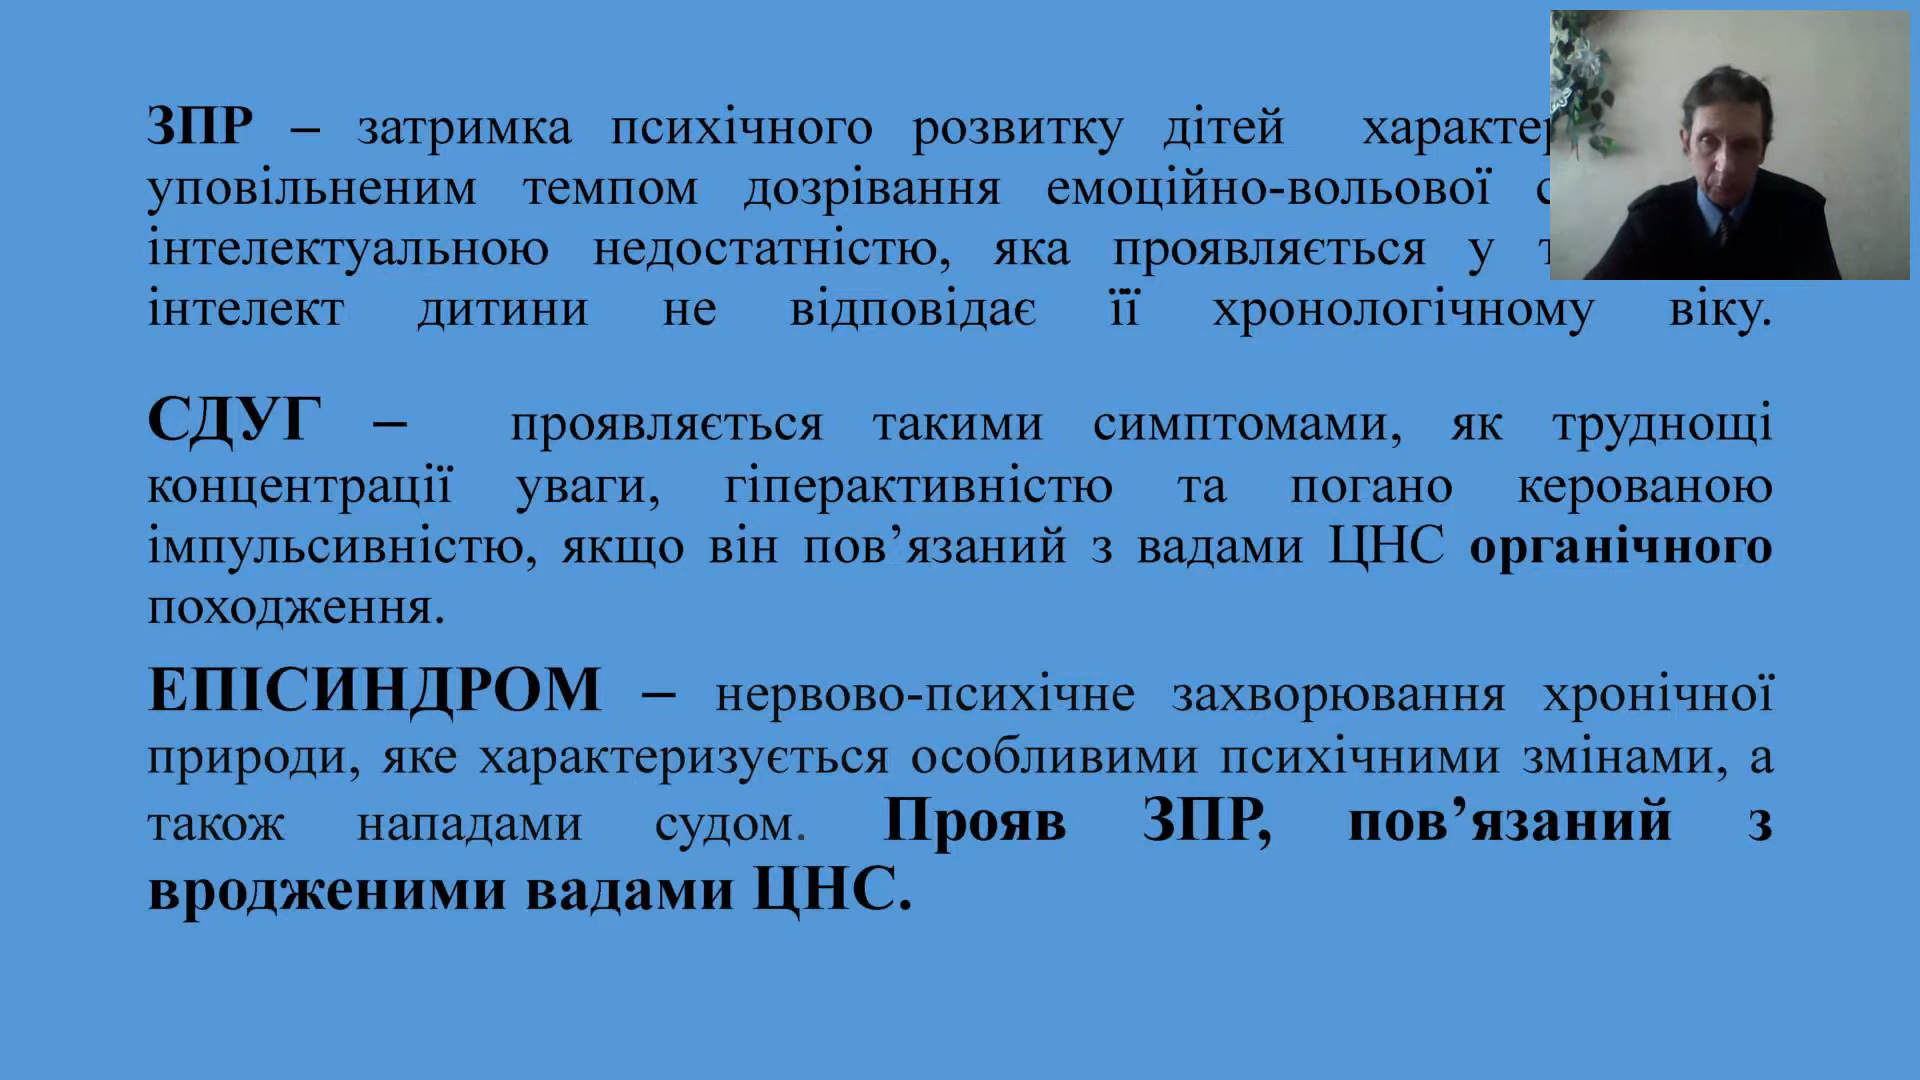 ЗПР – затримка психічного розвитку дітей
уповільненим темпом дозрівання емоційно-вольової
інтелектуальною недостатністю, яка проявляється у
інтелект дитини не відповідає її хронологічному віку.
СДУГ – проявляється такими симптомами, як труднощі
концентрації уваги, гіперактивністю та погано керованою
імпульсивністю, якщо він пов’язаний з вадами ЦНС органічного
походження.
ЕПІСИНДРОМ – нервово-психічне захворювання хронічної
природи, яке характеризується особливими психічними змінами, а
також нападами судом. Прояв ЗПР, пов’язаний з
вродженими вадами ЦНС.